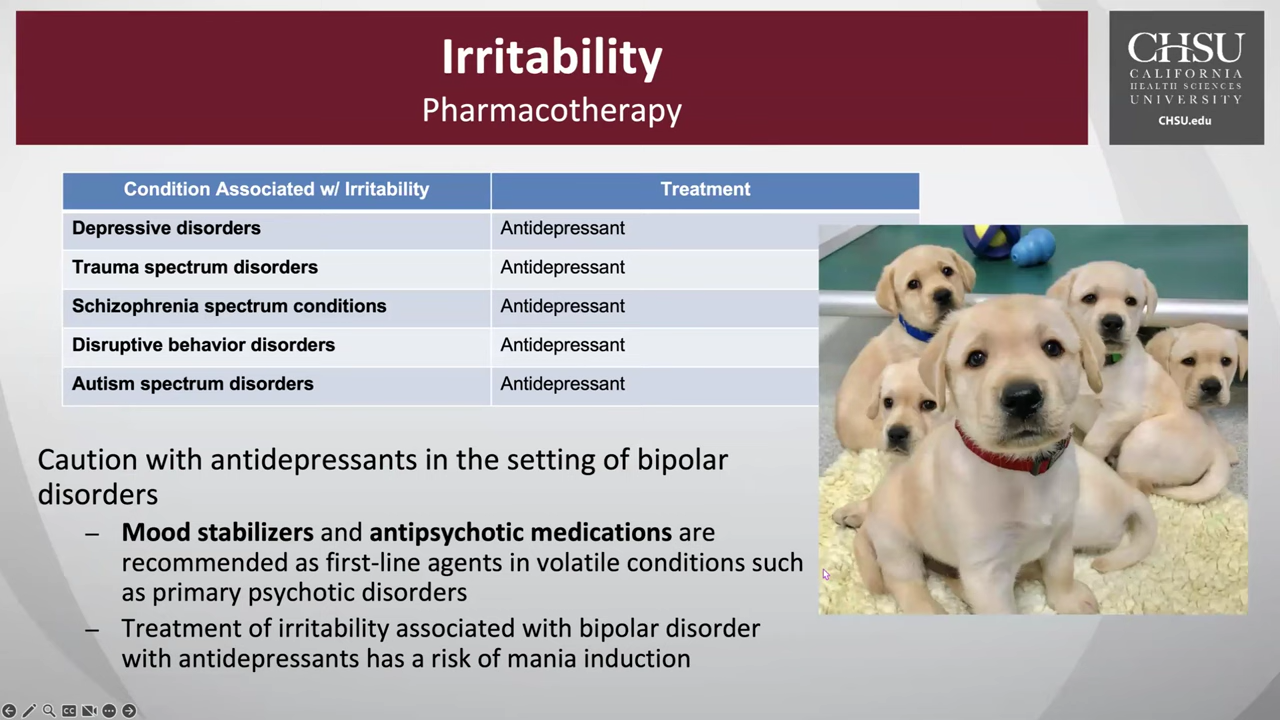 Irritability
Pharmacotherapy
CHSU
CALIFORNIA
HEALTH SCIENCES
UNIVERSITY
CHSU.edu
Condition Associated w/ Irritability Treatment
Depressive disorders Antidepressant
Trauma spectrum disorders Antidepressant
Schizophrenia spectrum conditions Antidepressant
Disruptive behavior disorders Antidepressant
Autism spectrum disorders Antidepressant
Caution with antidepressants in the setting of bipolar
disorders
– Mood stabilizers and antipsychotic medications are
recommended as first-line agents in volatile conditions such
as primary psychotic disorders
– Treatment of irritability associated with bipolar disorder
with antidepressants has a risk of mania induction
CC